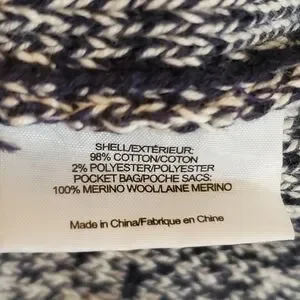 SHELL/EXTÉRIEUR:
98% COTTON/COTON
2% POLYESTER/POLYESTER
POCKET BAG/POCHE SACS:
100% MERINO WOOL/LAINE MERINO
Made in China/Fabrique en Chine